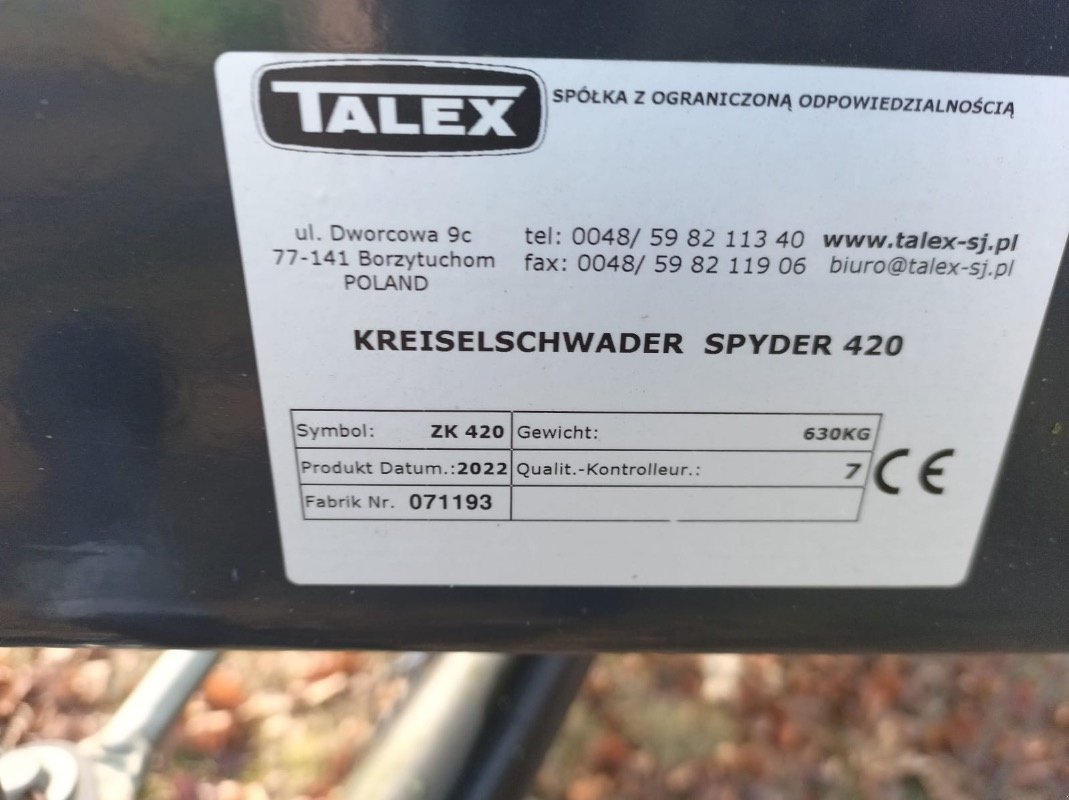 TALEX
SPÓŁKA Z OGRANICZONĄ ODPOWIEDZIALNOŚCIĄ
ul. Dworcowa 9c
77-141 Borzytuchom
POLAND
tel: 0048/ 59 82 113 40 www.talex-sj.pl
fax: 0048/ 59 82 119 06 biuro@talex-sj.pl
KREISELSCHWADER SPYDER 420
Symbol: ZK 420 Gewicht: 630KG
Produkt Datum.:2022 Qualit.-Kontrolleur.: 7
Fabrik Nr. 071193
CE